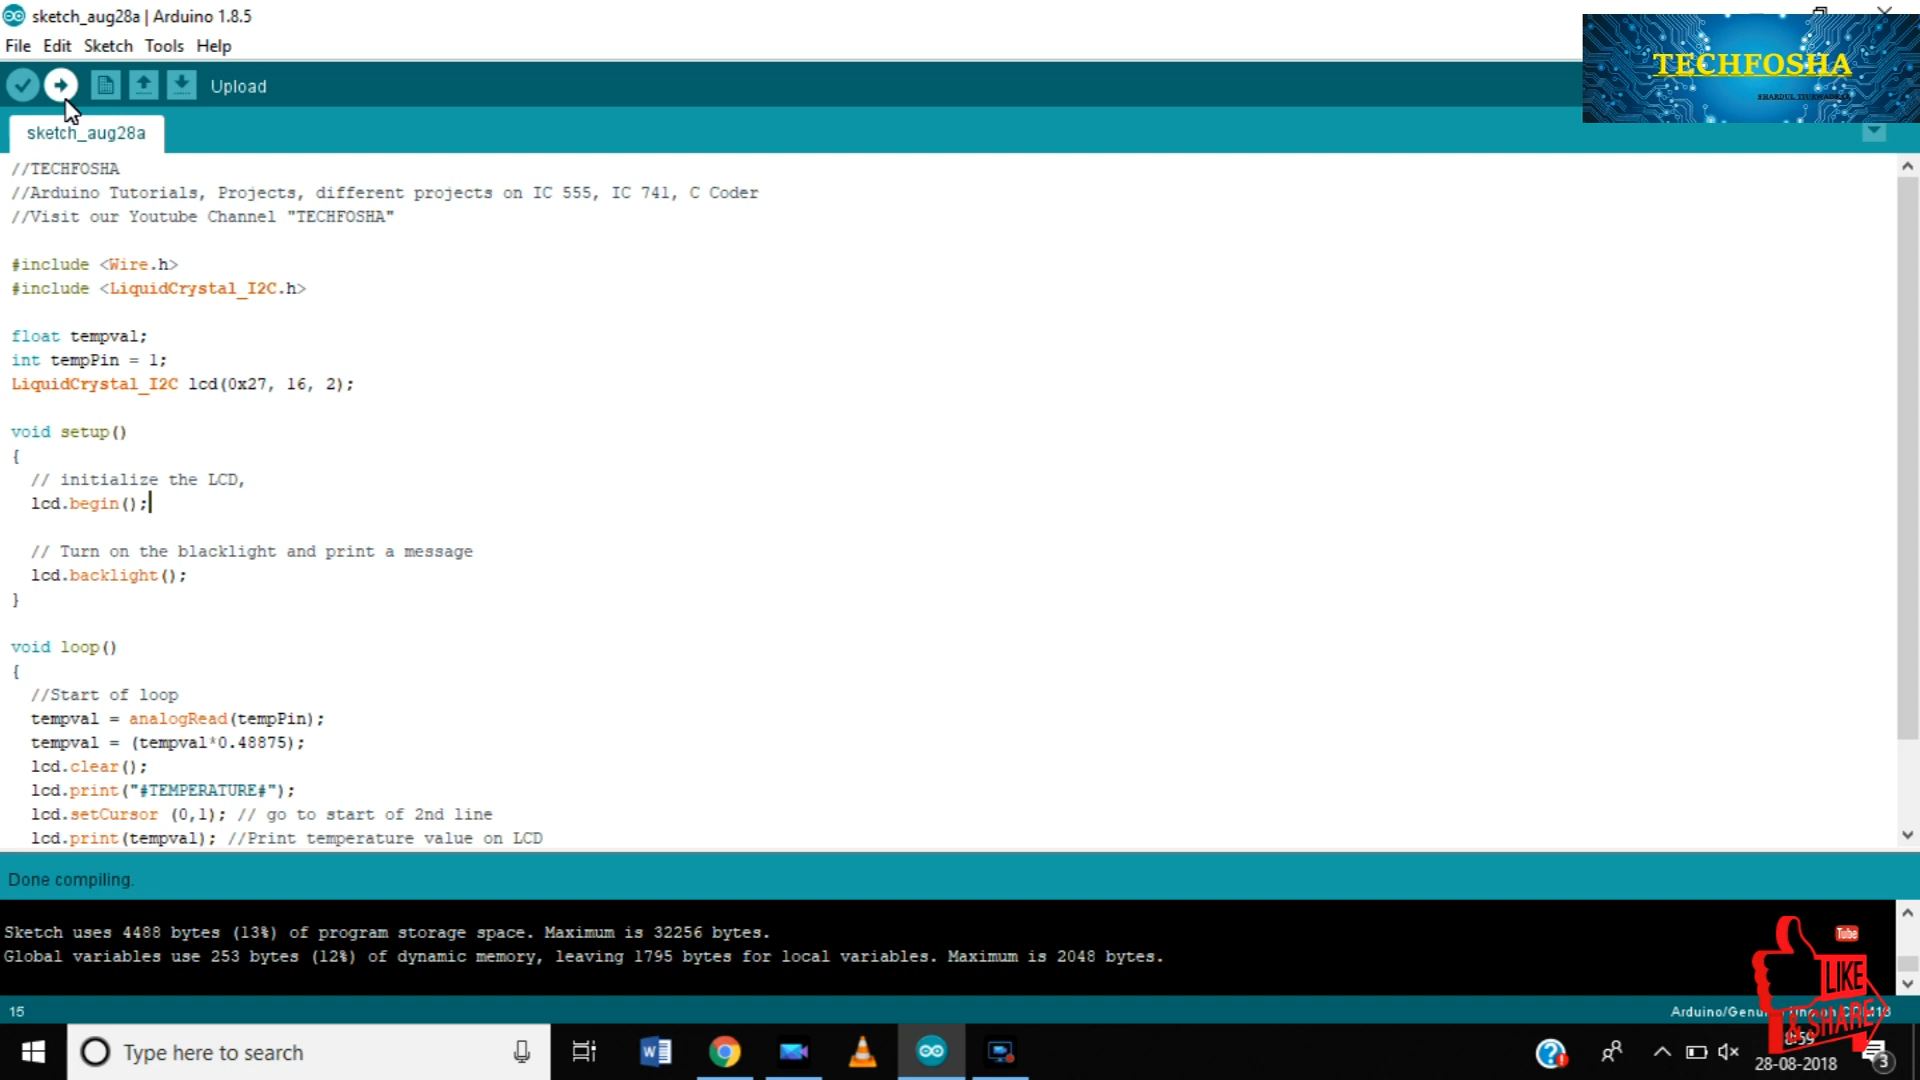 sketch_aug28a | Arduino 1.8.5
File Edit Sketch Tools Help
Upload
TECHFOSHA
sketch_aug28a
//TECHFOSHA
//Arduino Tutorials, Projects, different projects on IC 555, IC 741, C Coder
//Visit our Youtube Channel "TECHFOSHA"
#include <Wire.h>
#include <LiquidCrystal_I2C.h>
float tempval;
int tempPin = 1;
LiquidCrystal_I2C lcd(0x27, 16, 2);
void setup()
{
// initialize the LCD,
lcd.begin();
// Turn on the blacklight and print a message
lcd.backlight();
}
void loop()
{
//Start of loop
tempval = analogRead(tempPin);
tempval = (tempval*0.48875);
lcd.clear();
lcd.print("#TEMPERATURE#");
lcd.setCursor (0,1); // go to start of 2nd line
lcd.print(tempval); //Print temperature value on LCD
Done compiling.
Sketch uses 4488 bytes (13%) of program storage space. Maximum is 32256 bytes.
Global variables use 253 bytes (12%) of dynamic memory, leaving 1795 bytes for local variables. Maximum is 2048 bytes.
Tube
LIKE
& SHARE
15
Type here to search
28-08-2018
3